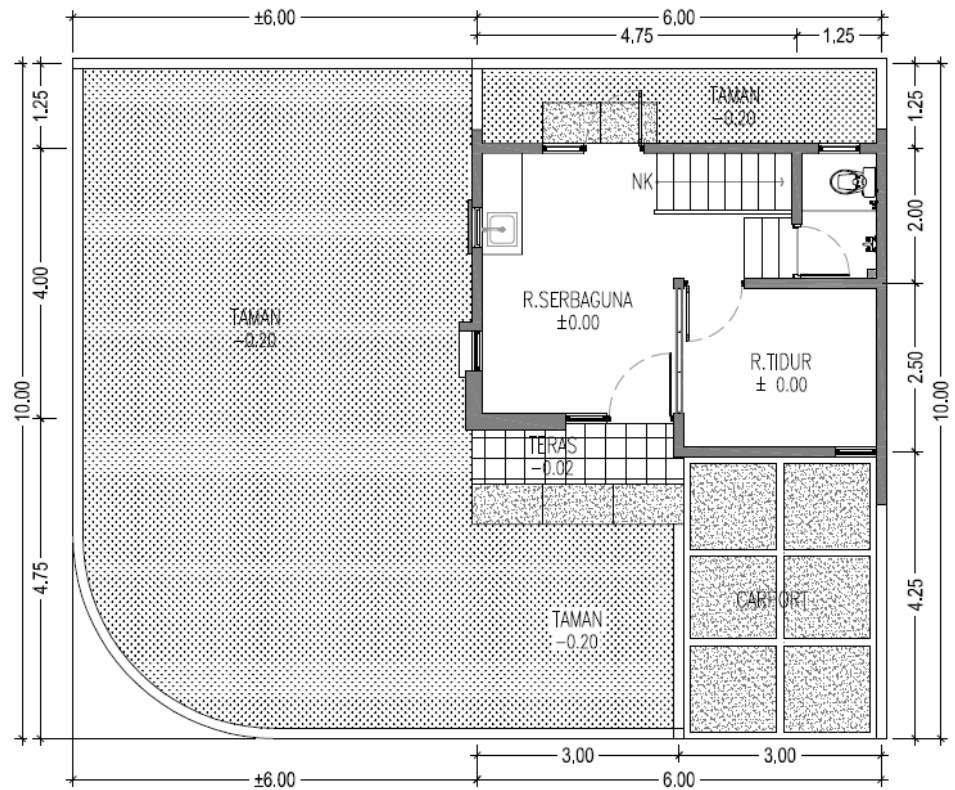 ±6.00
6.00
4.75
1.25
1.25
4.00
4.75
10.00
TAMAN
-0.20
NK
R.SERBAGUNA
±0.00
TAMAN
-0.20
R.TIDUR
± 0.00
TERAS
-0.02
CARPORT
TAMAN
-0.20
1.25
2.00
2.50
4.25
10.00
3.00
3.00
±6.00
6.00